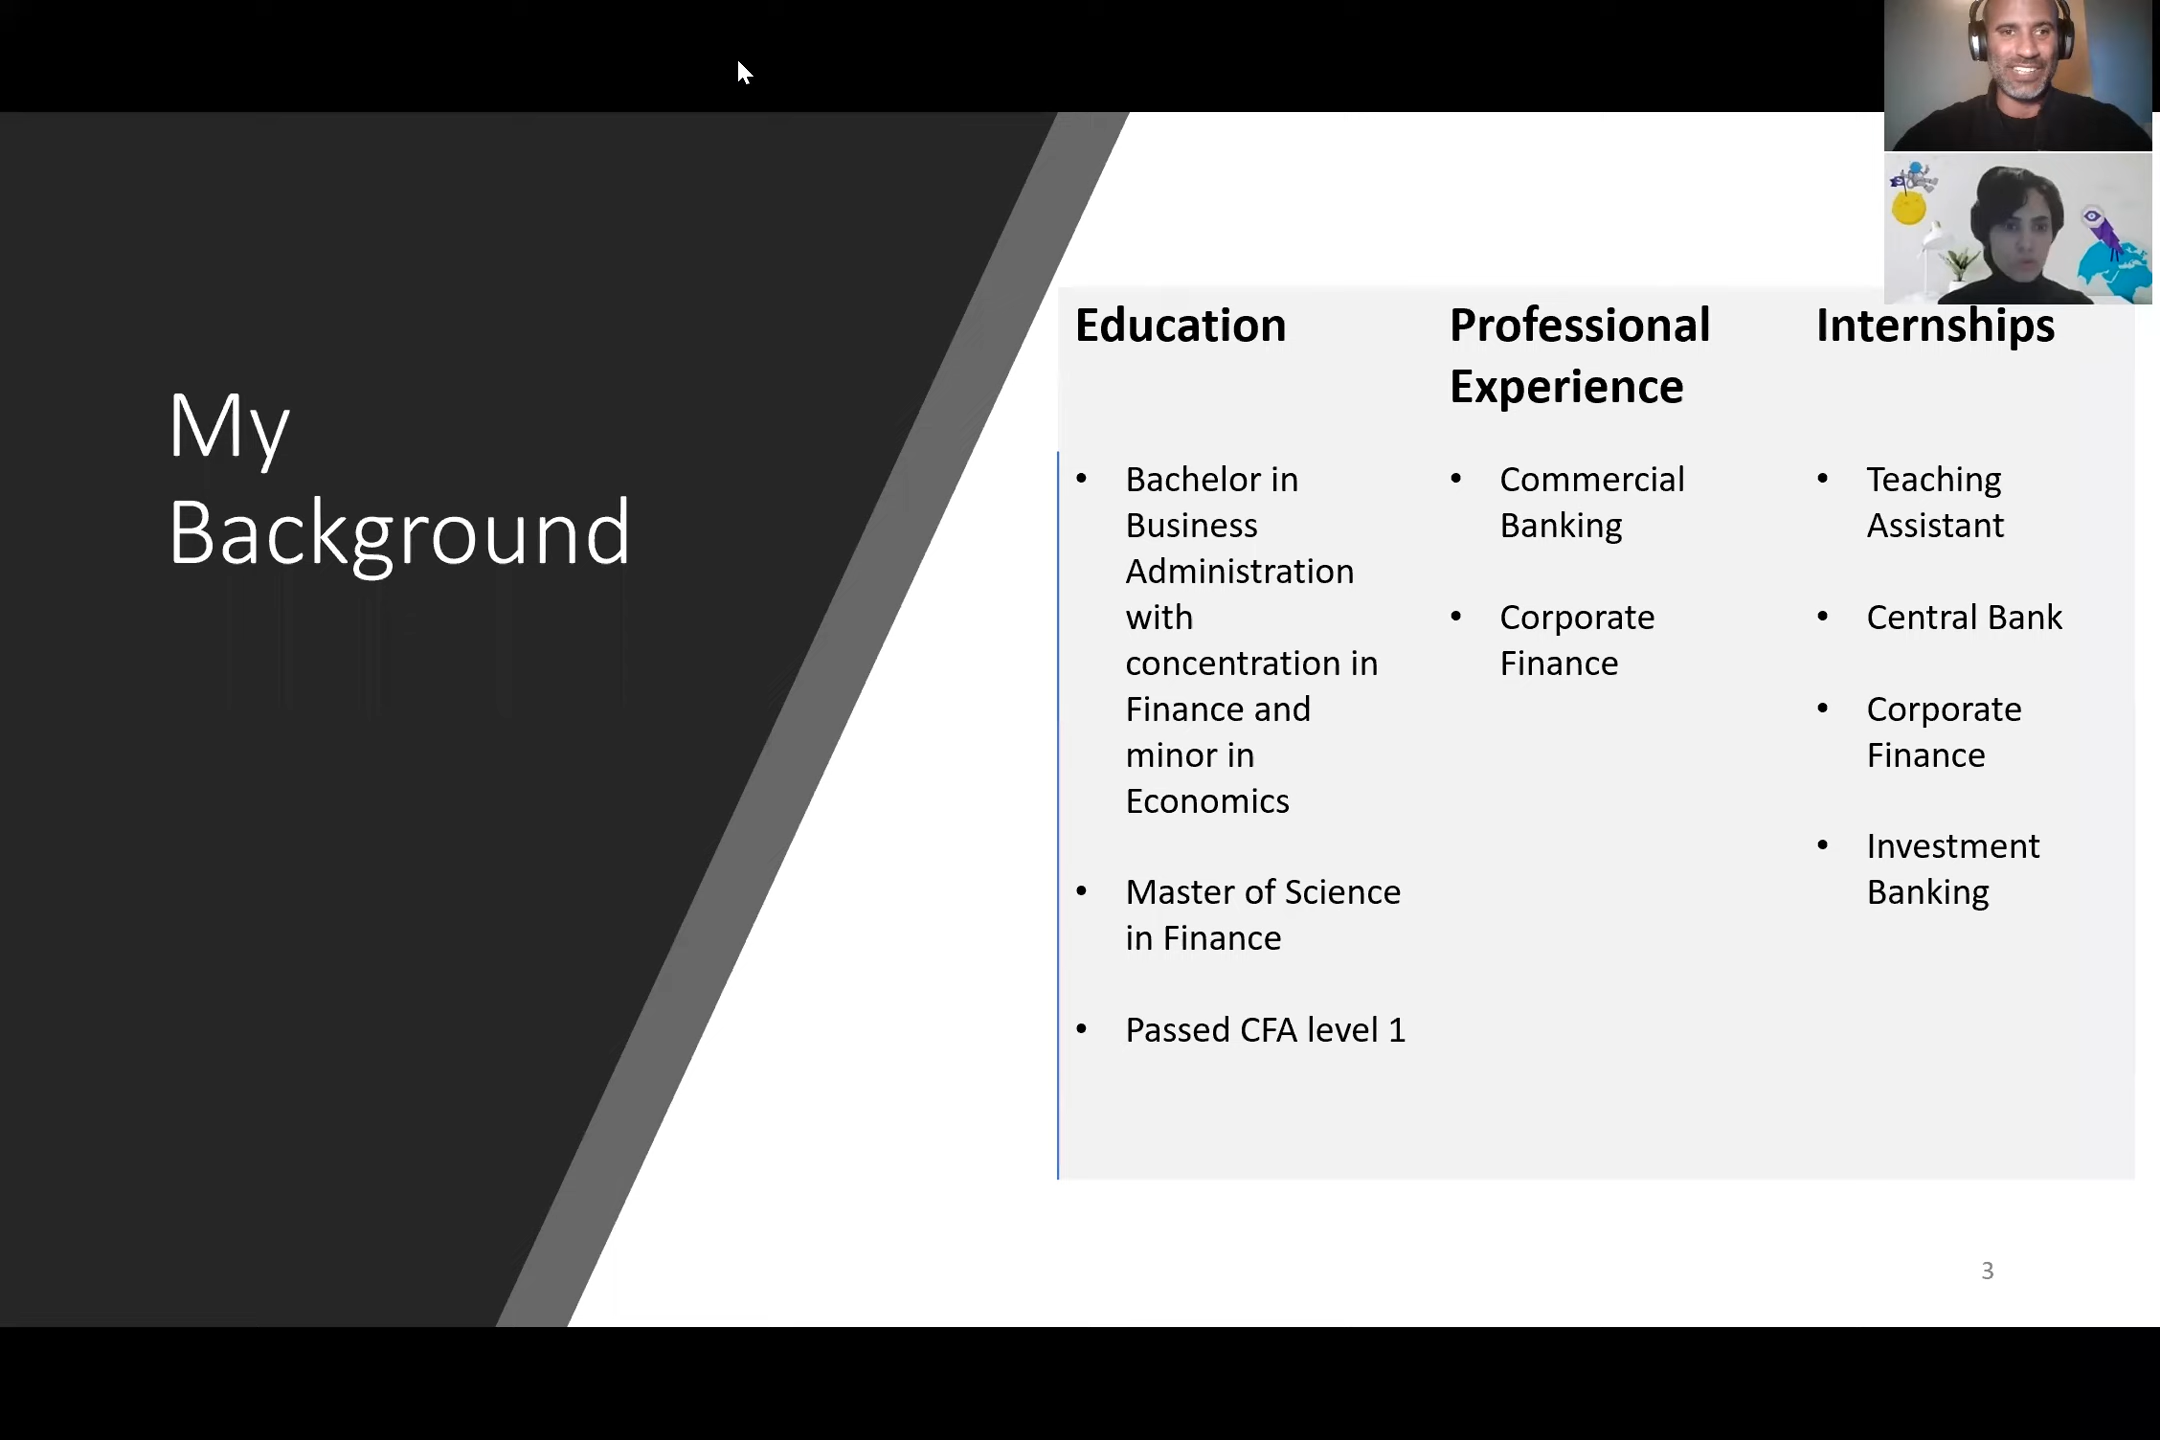 My
Background
Education
Bachelor in
Business
Administration
with
concentration in
Finance and
minor in
Economics
Master of Science
in Finance
Passed CFA level 1
Professional
Experience
Commercial
Banking
Corporate
Finance
Internships
Teaching
Assistant
Central Bank
Corporate
Finance
Investment
Banking
3